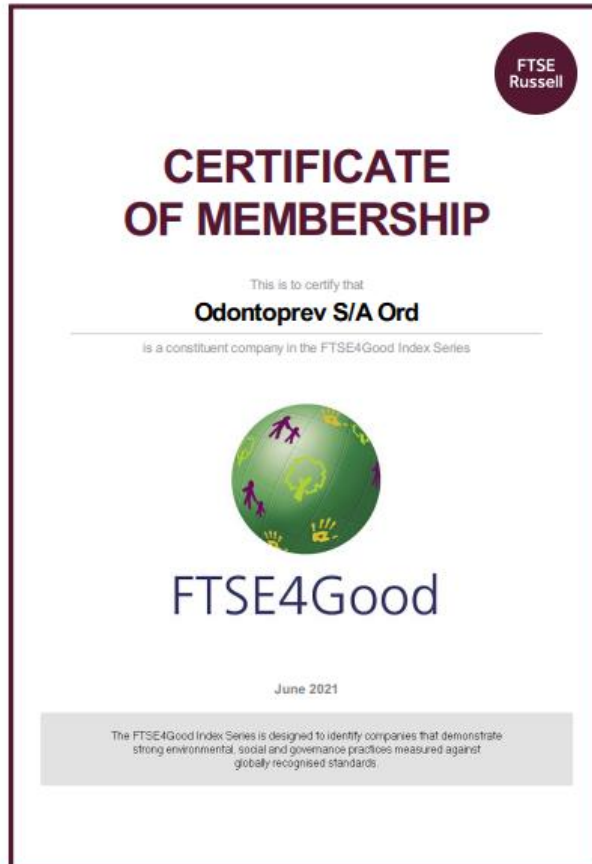 FTSE
Russell
CERTIFICATE
OF MEMBERSHIP
This is to certify that
Odontoprev S/A Ord
is a constituent company in the FTSE4Good Index Series
FTSE4Good
June 2021
The FTSE4Good Index Series is designed to identify companies that demonstrate
strong environmental, social and governance practices measured against
globally recognised standards.